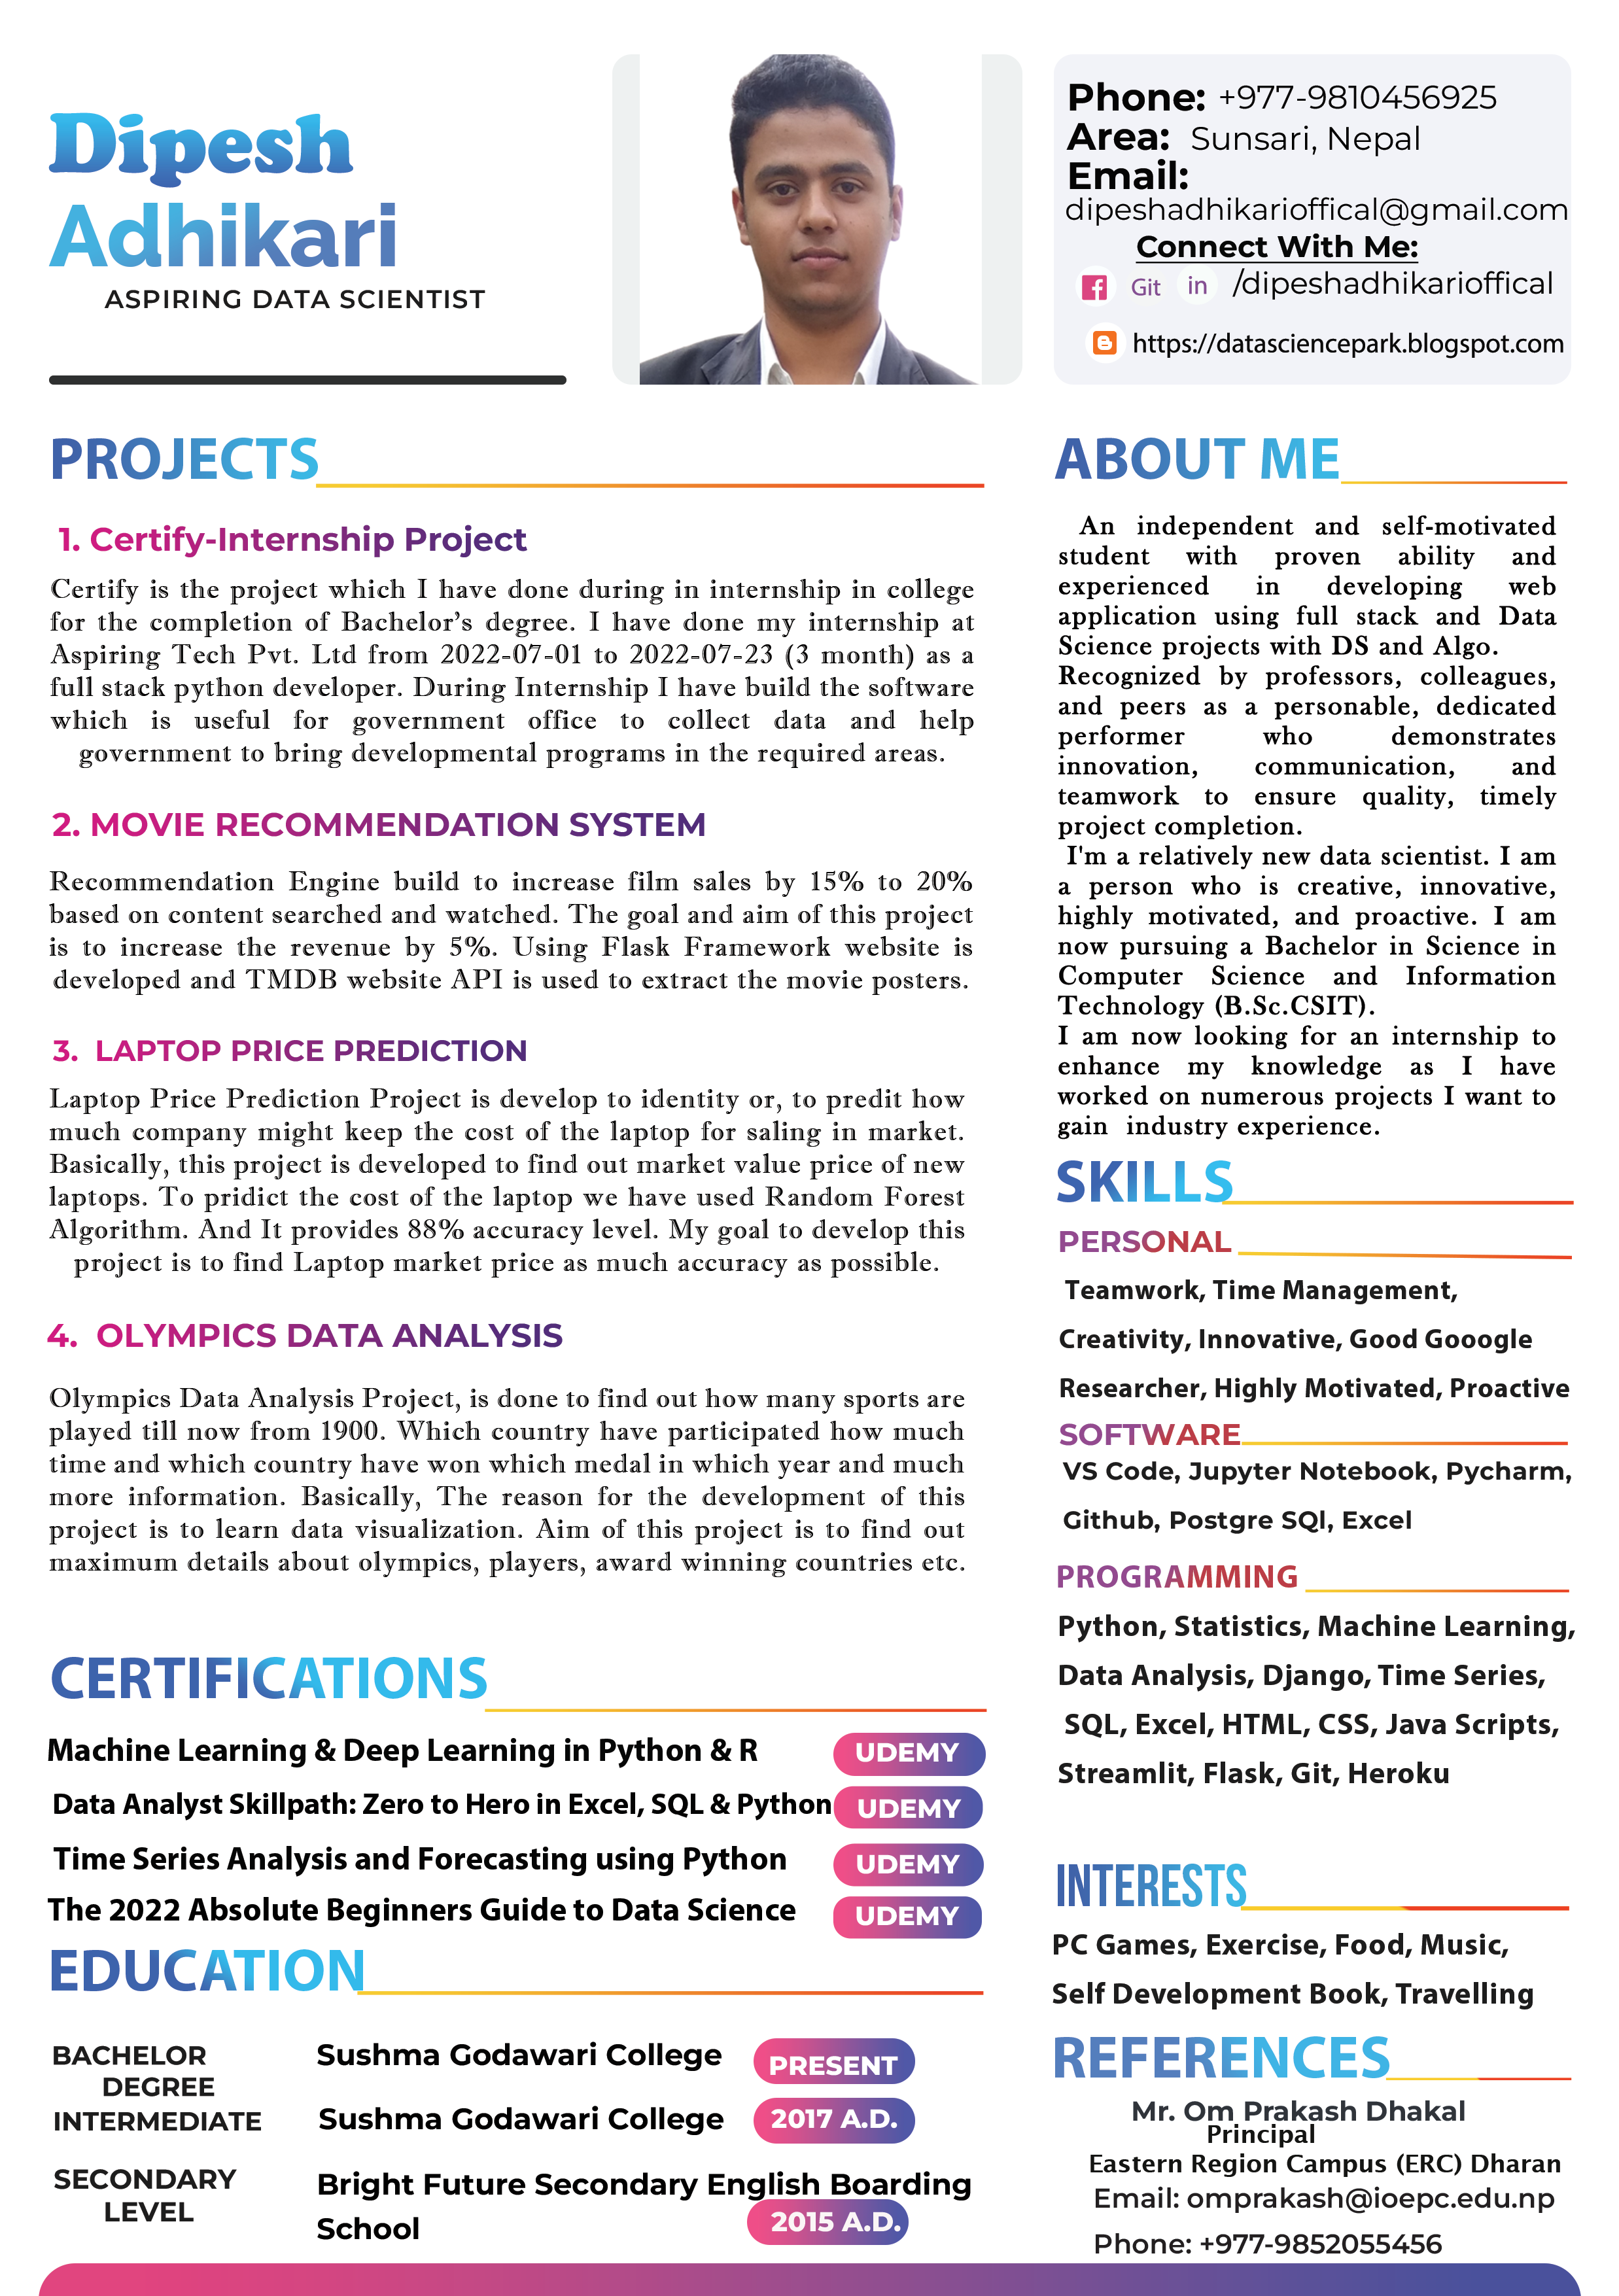 Dipesh
Adhikari
ASPIRING DATA SCIENTIST
Phone: +977-9810456925
Area: Sunsari, Nepal
Email:
dipeshadhikarioffical@gmail.com
Connect With Me:
Git in /dipeshadhikarioffical
https://datasciencepark.blogspot.com
PROJECTS
1. Certify-Internship Project
Certify is the project which I have done during in internship in college
for the completion of Bachelor's degree. I have done my internship at
Aspiring Tech Pvt. Ltd from 2022-07-01 to 2022-07-23 (3 month) as a
full stack python developer. During Internship I have build the software
which is useful for government office to collect data and help
government to bring developmental programs in the required areas.
2. MOVIE RECOMMENDATION SYSTEM
Recommendation Engine build to increase film sales by 15% to 20%
based on content searched and watched. The goal and aim of this project
is to increase the revenue by 5%. Using Flask Framework website is
developed and TMDB website API is used to extract the movie posters.
3. LAPTOP PRICE PREDICTION
Laptop Price Prediction Project is develop to identity or, to predit how
much company might keep the cost of the laptop for saling in market.
Basically, this project is developed to find out market value price of new
laptops. To pridict the cost of the laptop we have used Random Forest
Algorithm. And It provides 88% accuracy level. My goal to develop this
project is to find Laptop market price as much accuracy as possible.
4. OLYMPICS DATA ANALYSIS
Olympics Data Analysis Project, is done to find out how many sports are
played till now from 1900. Which country have participated how much
time and which country have won which medal in which year and much
more information. Basically, The reason for the development of this
project is to learn data visualization. Aim of this project is to find out
maximum details about olympics, players, award winning countries etc.
CERTIFICATIONS
Machine Learning & Deep Learning in Python & R UDEMY
Data Analyst Skillpath: Zero to Hero in Excel, SQL & Python UDEMY
Time Series Analysis and Forecasting using Python UDEMY
The 2022 Absolute Beginners Guide to Data Science UDEMY
EDUCATION
BACHELOR
DEGREE
Sushma Godawari College PRESENT
INTERMEDIATE Sushma Godawari College 2017 A.D.
SECONDARY
LEVEL
Bright Future Secondary English Boarding
School 2015 A.D.
ABOUT ME
An independent and self-motivated
student with proven ability and
experienced in developing web
application using full stack and Data
Science projects with DS and Algo.
Recognized by professors, colleagues,
and peers as a personable, dedicated
performer who demonstrates
innovation, communication, and
teamwork to ensure quality, timely
project completion.
I'm a relatively new data scientist. I am
a person who is creative, innovative,
highly motivated, and proactive. I am
now pursuing a Bachelor in Science in
Computer Science and Information
Technology (B.Sc.CSIT).
I am now looking for an internship to
enhance my knowledge as I have
worked on numerous projects I want to
gain industry experience.
SKILLS
PERSONAL
Teamwork, Time Management,
Creativity, Innovative, Good Gooogle
Researcher, Highly Motivated, Proactive
SOFTWARE
VS Code, Jupyter Notebook, Pycharm,
Github, Postgre SQl, Excel
PROGRAMMING
Python, Statistics, Machine Learning,
Data Analysis, Django, Time Series,
SQL, Excel, HTML, CSS, Java Scripts,
Streamlit, Flask, Git, Heroku
INTERESTS
PC Games, Exercise, Food, Music,
Self Development Book, Travelling
REFERENCES
Mr. Om Prakash Dhakal
Principal
Eastern Region Campus (ERC) Dharan
Email: omprakash@ioepc.edu.np
Phone: +977-9852055456